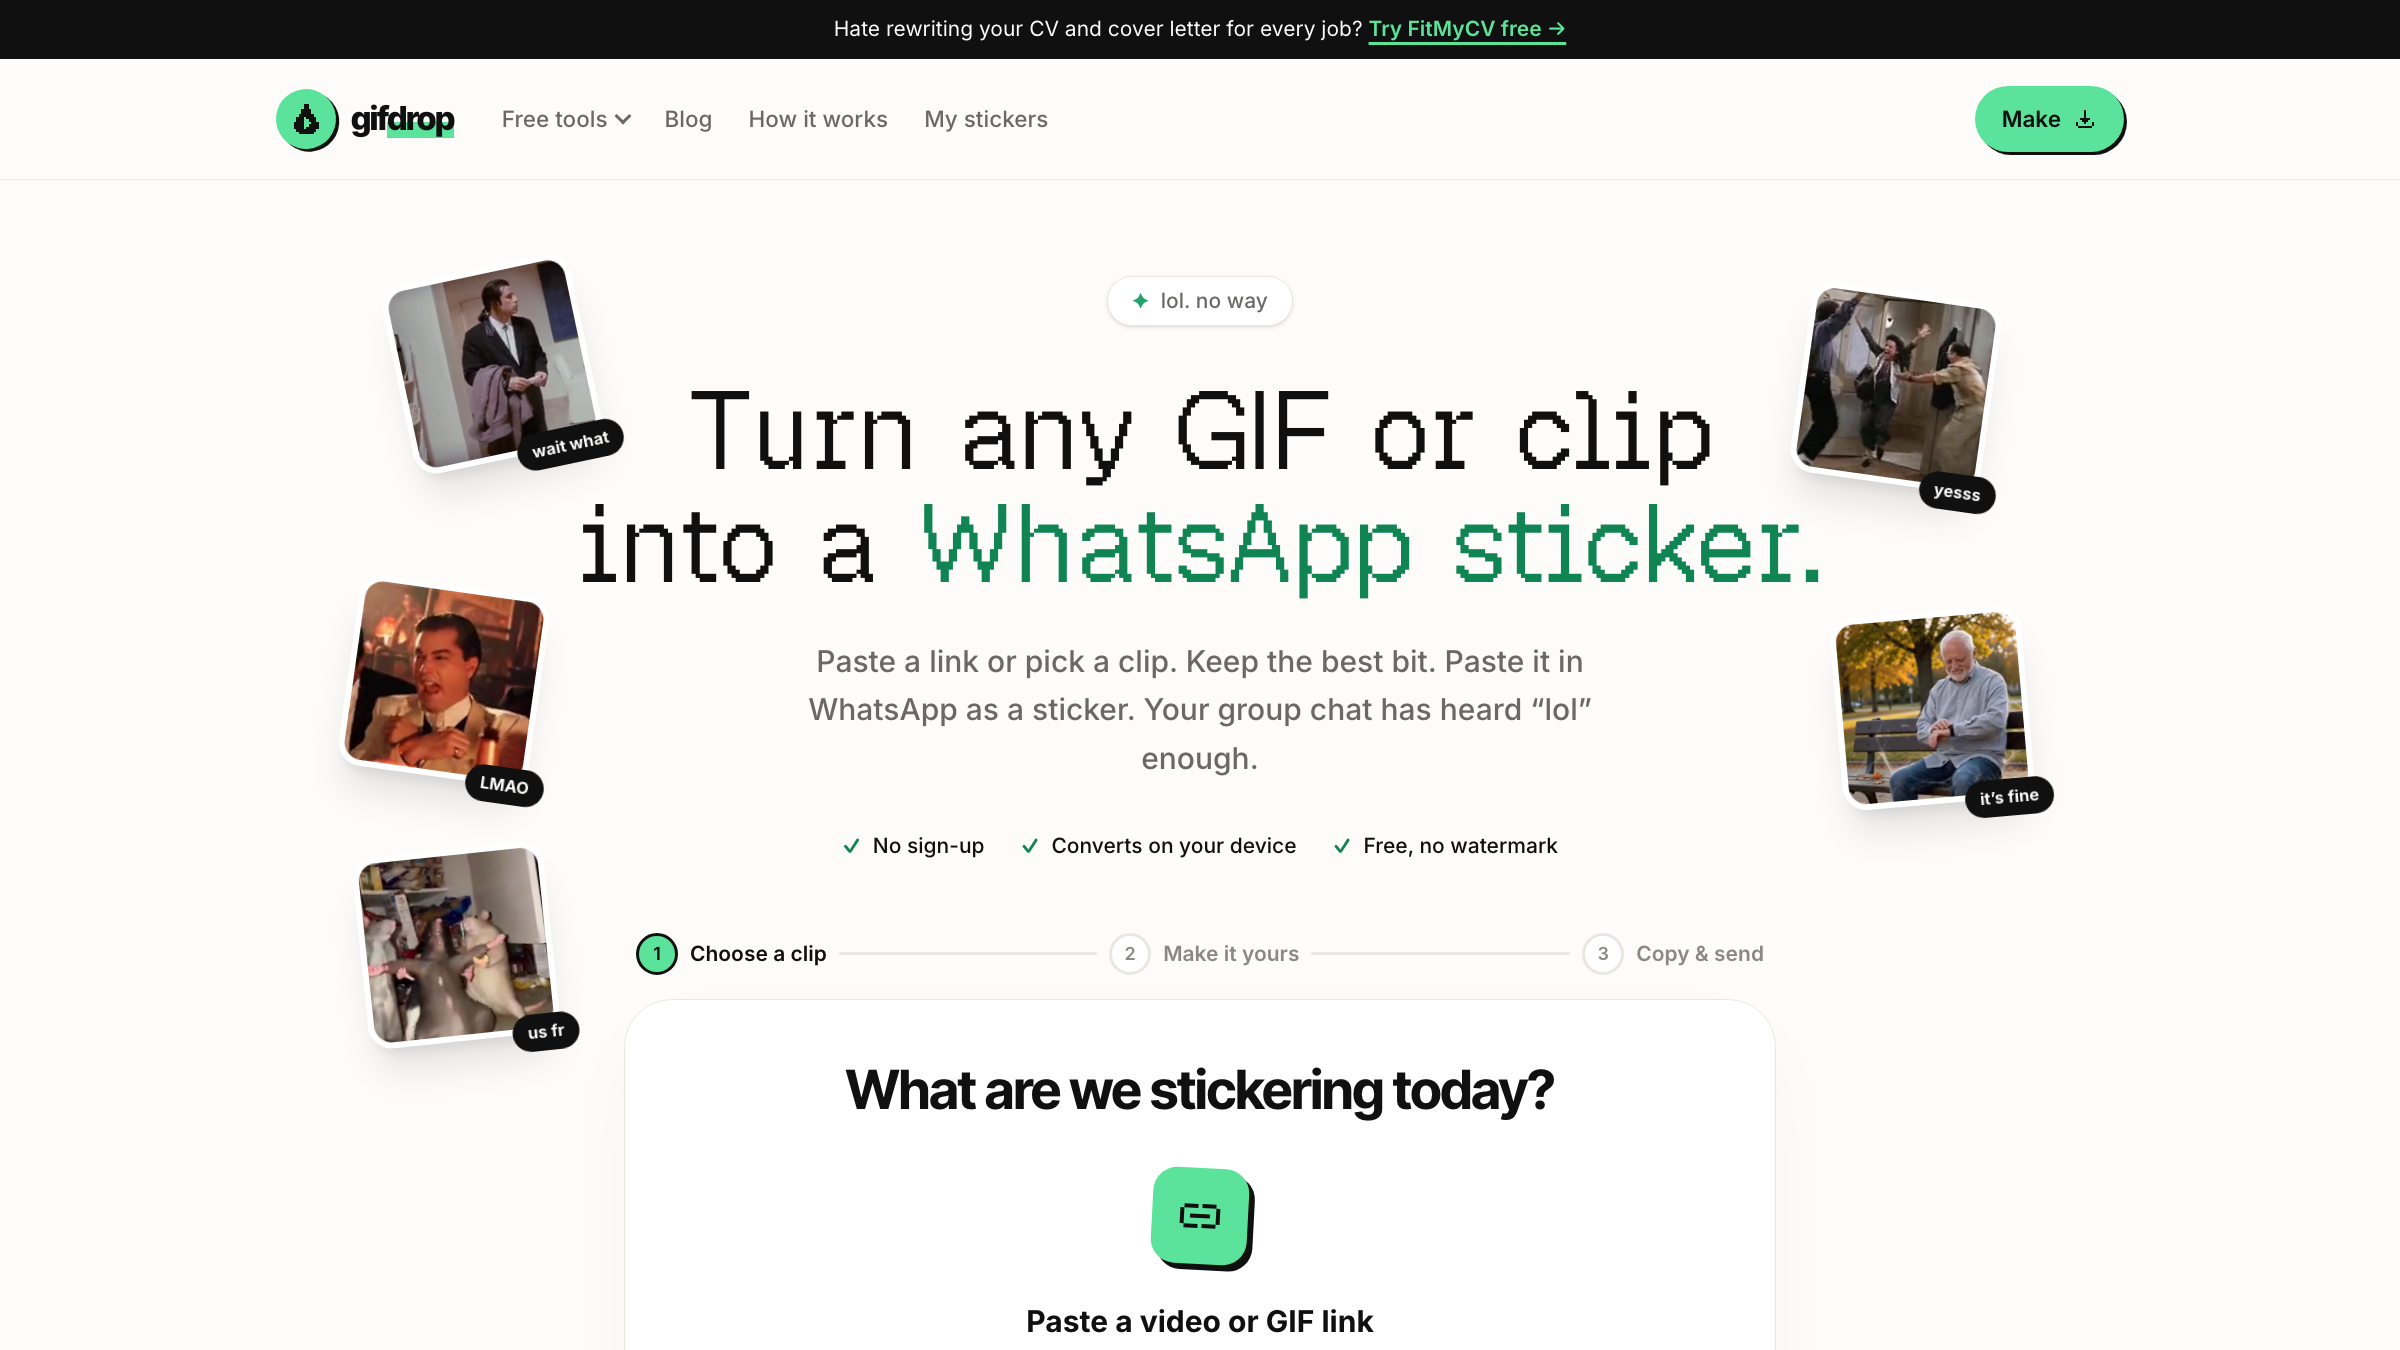 Hate rewriting your CV and cover letter for every job? Try FitMyCV free →
gifdrop
Free tools
Blog
How it works
My stickers
Make
lol. no way
Turn any GIF or clip
into a WhatsApp sticker.
Paste a link or pick a clip. Keep the best bit. Paste it in
WhatsApp as a sticker. Your group chat has heard “lol”
enough.
No sign-up
Converts on your device
Free, no watermark
wait what
yesss
LMAO
it’s fine
us fr
1 Choose a clip
2 Make it yours
3 Copy & send
What are we stickering today?
Paste a video or GIF link